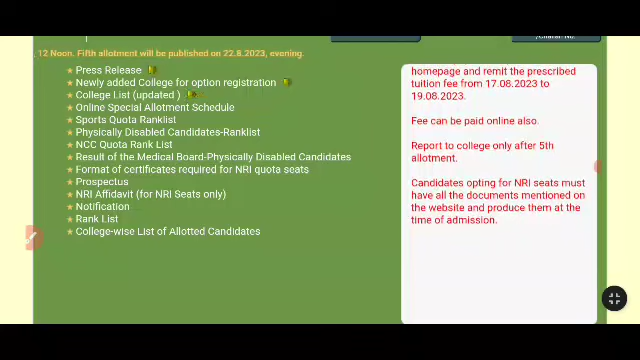 /Challan No.
, 12 Noon. Fifth allotment will be published on 22.8.2023, evening.
Press Release
Newly added College for option registration
College List (updated )
Online Special Allotment Schedule
Sports Quota Ranklist
Physically Disabled Candidates-Ranklist
NCC Quota Rank List
Result of the Medical Board-Physically Disabled Candidates
Format of certificates required for NRI quota seats
Prospectus
NRI Affidavit (for NRI Seats only)
Notification
Rank List
College-wise List of Allotted Candidates
homepage and remit the prescribed
tuition fee from 17.08.2023 to
19.08.2023.
Fee can be paid online also.
Report to college only after 5th
allotment.
Candidates opting for NRI seats must
have all the documents mentioned on
the website and produce them at the
time of admission.